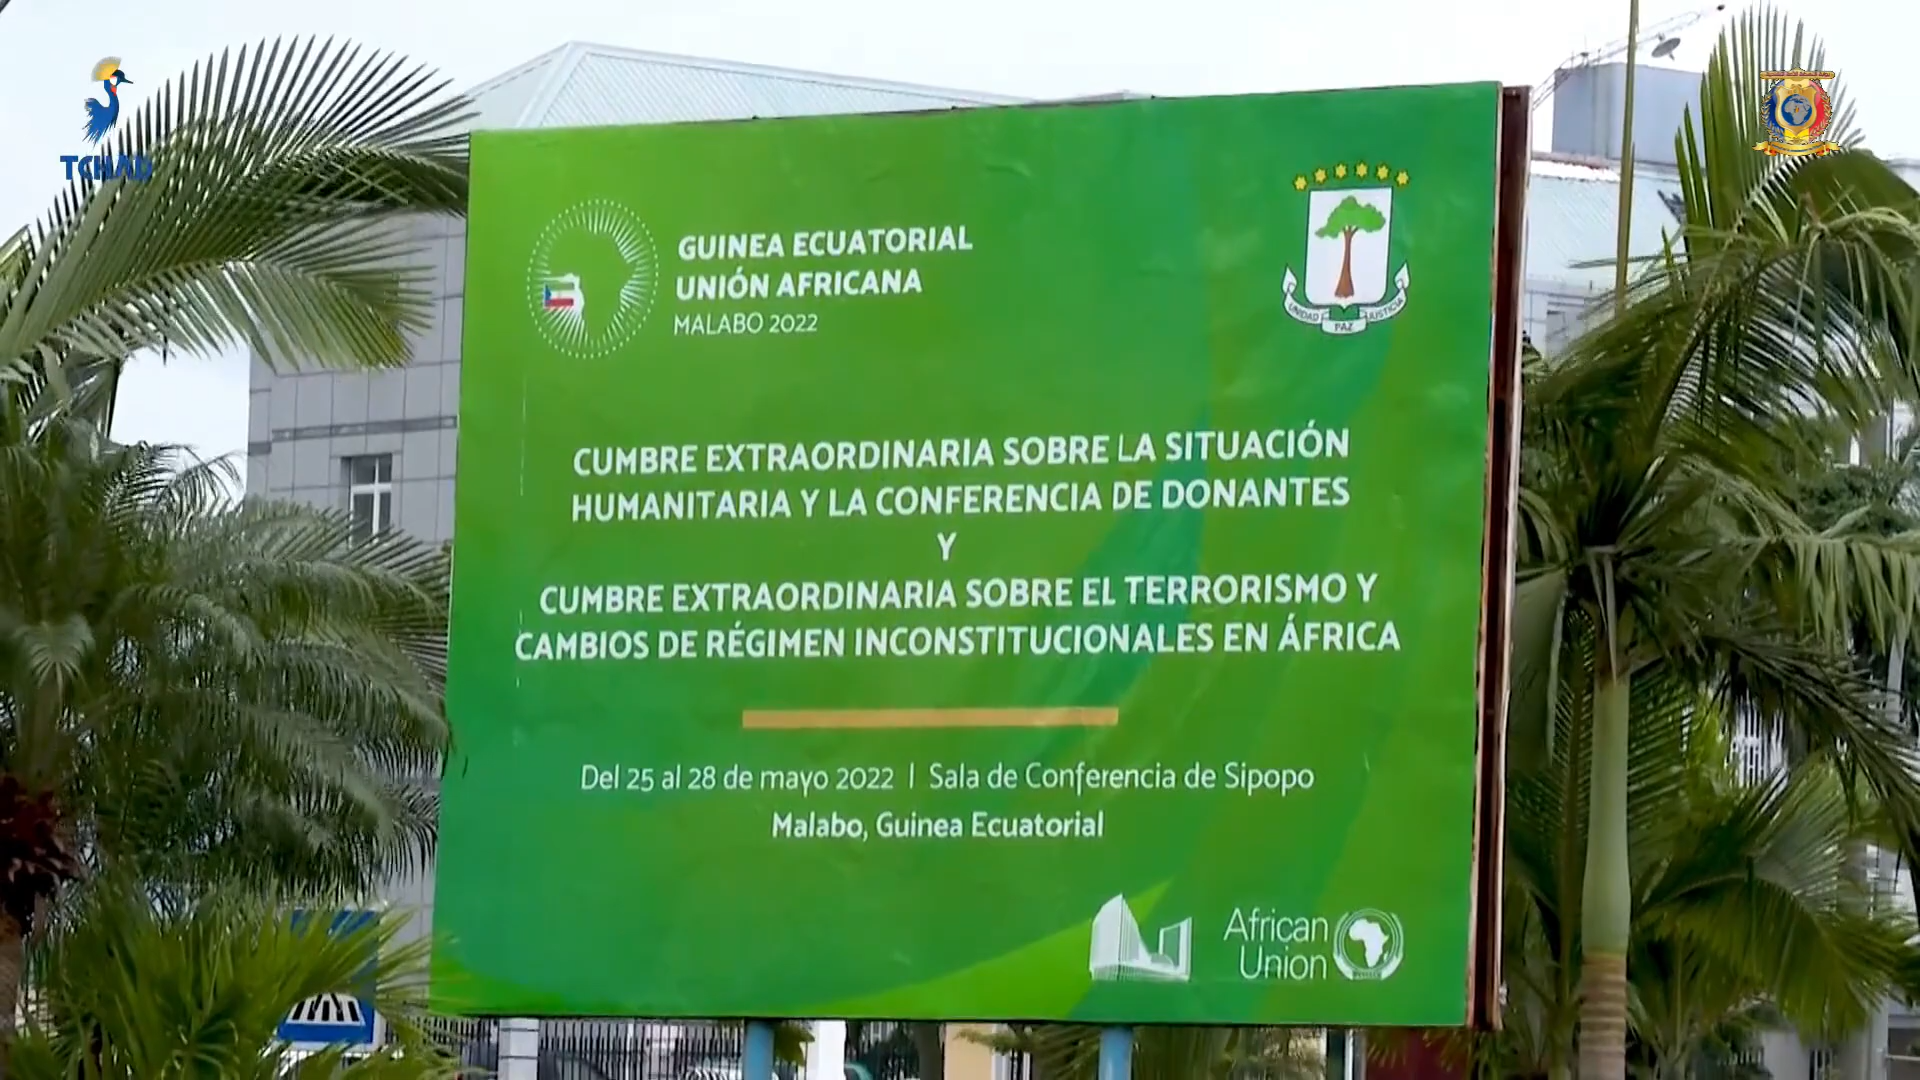 TCHAD
GUINEA ECUATORIAL
UNIÓN AFRICANA
MALABO 2022
UNIDAD PAZ JUSTICIA
CUMBRE EXTRAORDINARIA SOBRE LA SITUACIÓN
HUMANITARIA Y LA CONFERENCIA DE DONANTES
Y
CUMBRE EXTRAORDINARIA SOBRE EL TERRORISMO Y
CAMBIOS DE RÉGIMEN INCONSTITUCIONALES EN ÁFRICA
Del 25 al 28 de mayo 2022 | Sala de Conferencia de Sipopo
Malabo, Guinea Ecuatorial
African
Union